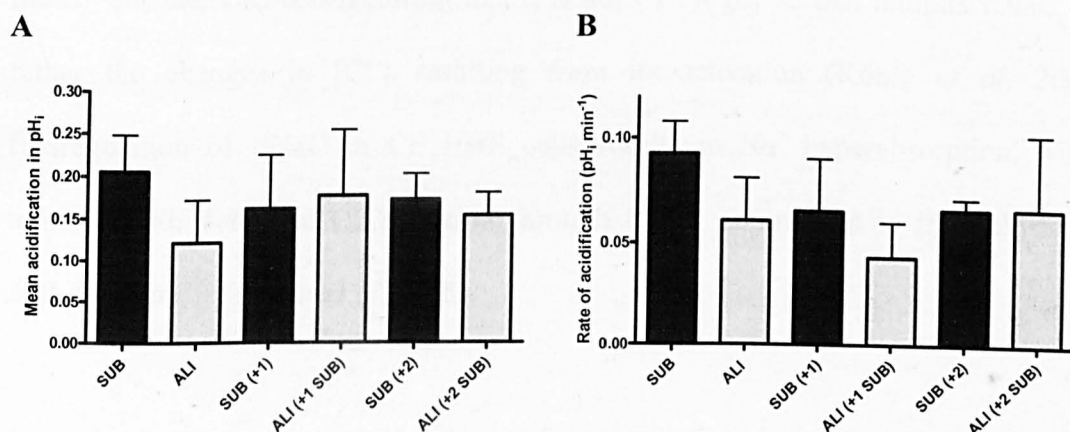 A
B
Mean acidification in pHi
0.30
0.25
0.20
0.15
0.10
0.05
0.00
SUB
ALI
SUB (+1)
ALI (+1 SUB)
SUB (+2)
ALI (+2 SUB)
Rate of acidification (pHi min-1)
0.10
0.05
0.00
SUB
ALI
SUB (+1)
ALI (+1 SUB)
SUB (+2)
ALI (+2 SUB)